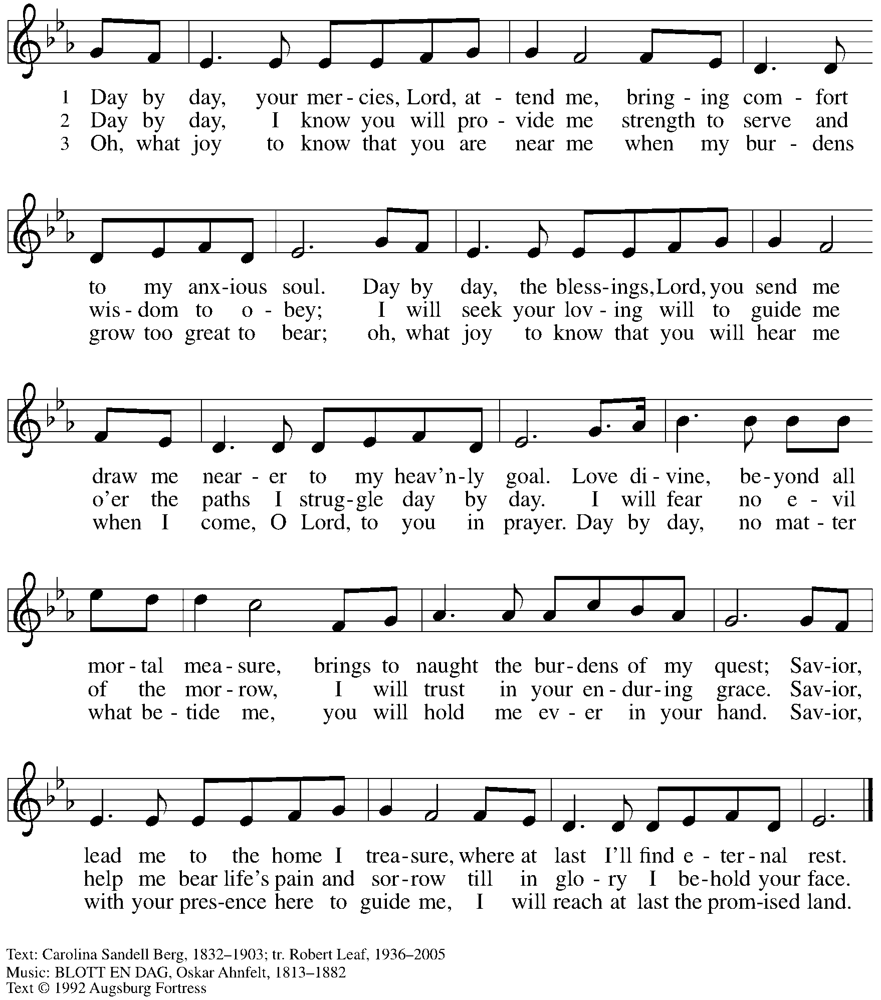 1 Day by day, your mer - cies, Lord, at - tend me, bring - ing com - fort
2 Day by day, I know you will pro - vide me strength to serve and
3 Oh, what joy to know that you are near me when my bur - dens
to my anx - ious soul. Day by day, the bless - ings, Lord, you send me
wis - dom to o - bey; I will seek your lov - ing will to guide me
grow too great to bear; oh, what joy to know that you will hear me
draw me near - er to my heav'n - ly goal. Love di - vine, be - yond all
o'er the paths I strug - gle day by day. I will fear no e - vil
when I come, O Lord, to you in prayer. Day by day, no mat - ter
mor - tal mea - sure, brings to naught the bur - dens of my quest; Sav - ior,
of the mor - row, I will trust in your en - dur - ing grace. Sav - ior,
what be - tide me, you will hold me ev - er in your hand. Sav - ior,
lead me to the home I trea - sure, where at last I'll find e - ter - nal rest.
help me bear life's pain and sor - row till in glo - ry I be - hold your face.
with your pres - ence here to guide me, I will reach at last the prom - ised land.
Text: Carolina Sandell Berg, 1832–1903; tr. Robert Leaf, 1936–2005
Music: BLOTT EN DAG, Oskar Ahnfelt, 1813–1882
Text © 1992 Augsburg Fortress